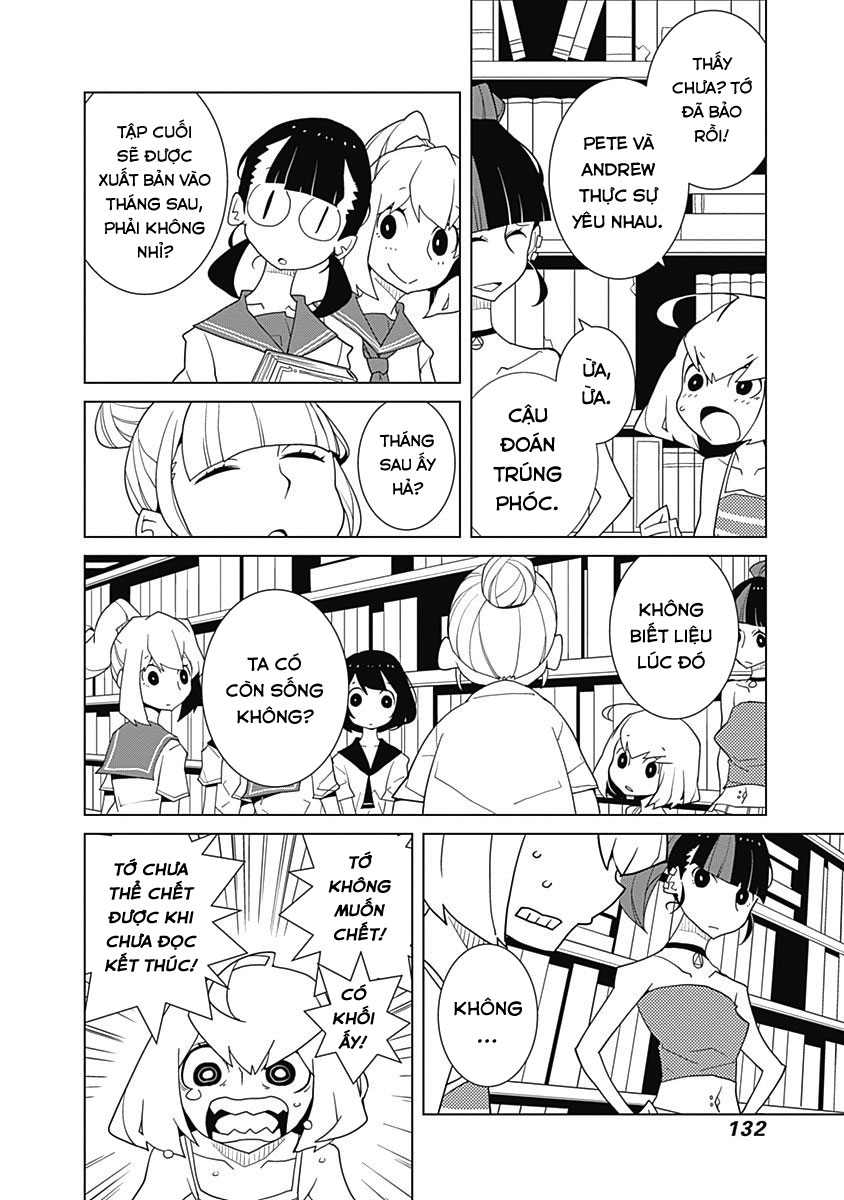 THẤY
CHƯA? TỚ
ĐÃ BẢO
RỒI!
PETE VÀ
ANDREW
THỰC SỰ
YÊU NHAU.
ỪA,
ỪA.
CẬU
ĐOÁN
TRÚNG
PHÓC.
TẬP CUỐI
SẼ ĐƯỢC
XUẤT BẢN VÀO
THÁNG SAU,
PHẢI KHÔNG
NHỈ?
THÁNG
SAU ẤY
HẢ?
KHÔNG
BIẾT LIỆU
LÚC ĐÓ
TA CÓ
CÒN SỐNG
KHÔNG?
KHÔNG
...
TỚ
KHÔNG
MUỐN
CHẾT!
CÓ
KHỐI
ẤY!
TỚ CHƯA
THỂ CHẾT
ĐƯỢC KHI
CHƯA ĐỌC
KẾT THÚC!
132